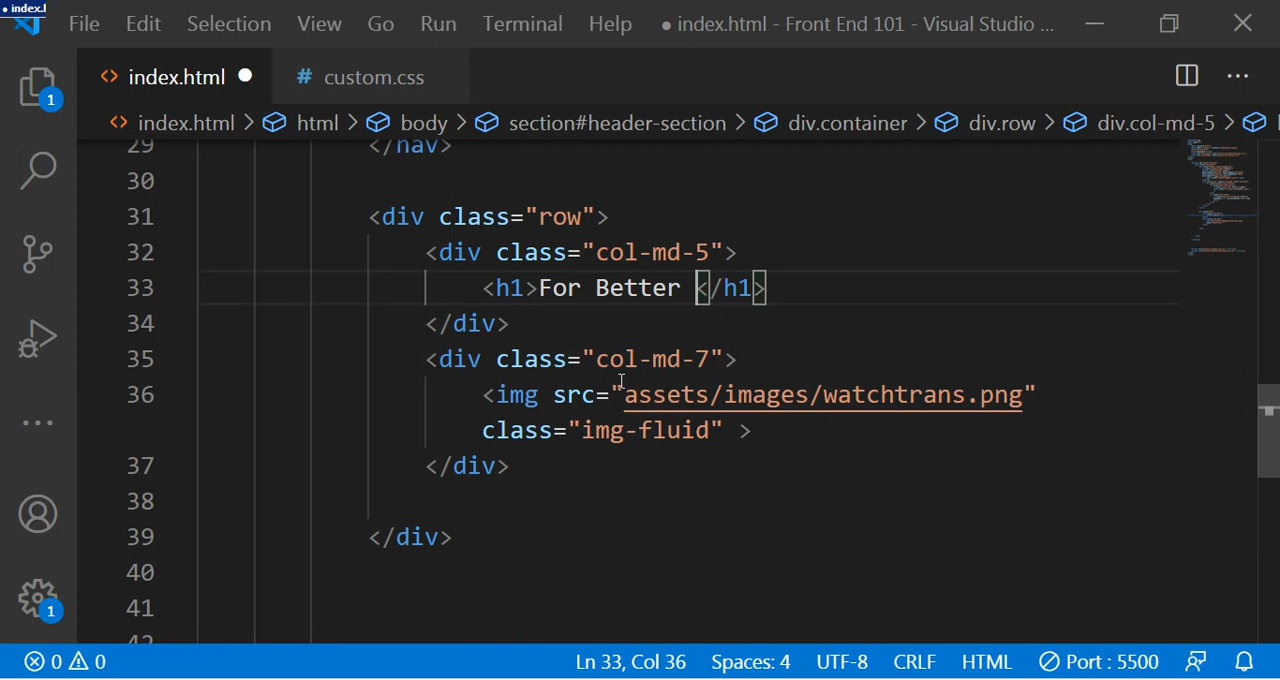 ● index.l
File Edit Selection View Go Run Terminal Help ● index.html - Front End 101 - Visual Studio ...
<> index.html ● # custom.css ...
<> index.html > html > body > section#header-section > div.container > div.row > div.col-md-5 >
29 </nav>
30
31 <div class="row">
32 <div class="col-md-5">
33 <h1>For Better </h1>
34 </div>
35 <div class="col-md-7">
36 <img src="assets/images/watchtrans.png"
class="img-fluid" >
37 </div>
38
39 </div>
40
41
42
1
1
0 0 Ln 33, Col 36 Spaces: 4 UTF-8 CRLF HTML Port : 5500